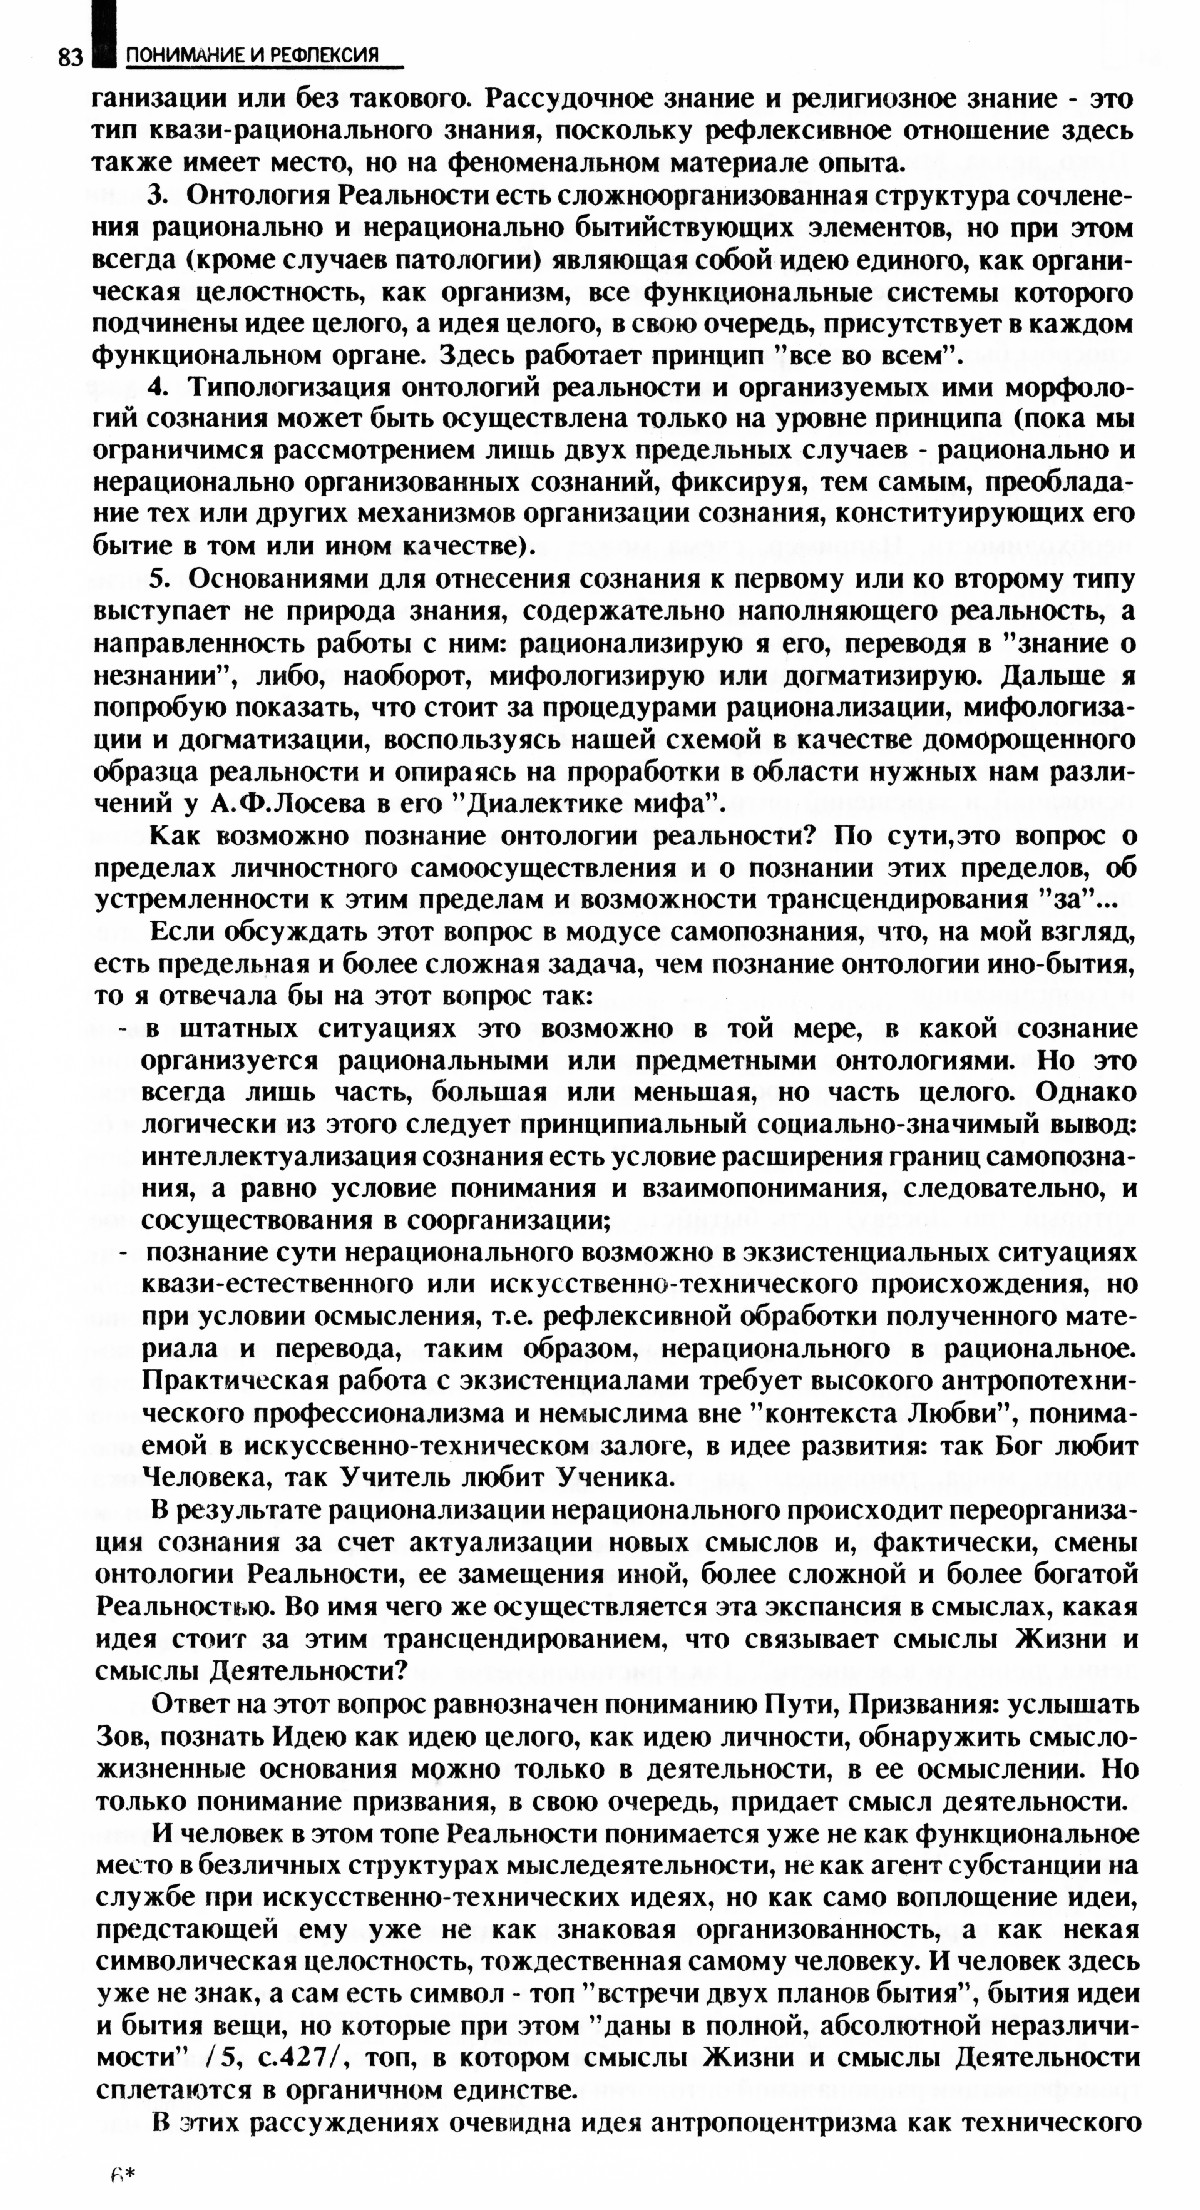 83 ПОНИМАНИЕ И РЕФЛЕКСИЯ
ганизации или без такового. Рассудочное знание и религиозное знание - это
тип квази-рационального знания, поскольку рефлексивное отношение здесь
также имеет место, но на феноменальном материале опыта.
3. Онтология Реальности есть сложноорганизованная структура сочлене-
ния рационально и нерационально бытийствующих элементов, но при этом
всегда (кроме случаев патологии) являющая собой идею единого, как органи-
ческая целостность, как организм, все функциональные системы которого
подчинены идее целого, а идея целого, в свою очередь, присутствует в каждом
функциональном органе. Здесь работает принцип ”все во всем”.
4. Типологизация онтологий реальности и организуемых ими морфоло-
гий сознания может быть осуществлена только на уровне принципа (пока мы
ограничимся рассмотрением лишь двух предельных случаев - рационально и
нерационально организованных сознаний, фиксируя, тем самым, преоблада-
ние тех или других механизмов организации сознания, конституирующих его
бытие в том или ином качестве).
5. Основаниями для отнесения сознания к первому или ко второму типу
выступает не природа знания, содержательно наполняющего реальность, а
направленность работы с ним: рационализирую я его, переводя в ”знание о
незнании”, либо, наоборот, мифологизирую или догматизирую. Дальше я
попробую показать, что стоит за процедурами рационализации, мифологиза-
ции и догматизации, воспользуясь нашей схемой в качестве доморощенного
образца реальности и опираясь на проработки в области нужных нам разли-
чений у А.Ф.Лосева в его ”Диалектике мифа”.
Как возможно познание онтологии реальности? По сути,это вопрос о
пределах личностного самоосуществления и о познании этих пределов, об
устремленности к этим пределам и возможности трансцендирования ”за”...
Если обсуждать этот вопрос в модусе самопознания, что, на мой взгляд,
есть предельная и более сложная задача, чем познание онтологии ино-бытия,
то я отвечала бы на этот вопрос так:
- в штатных ситуациях это возможно в той мере, в какой сознание
организуется рациональными или предметными онтологиями. Но это
всегда лишь часть, большая или меньшая, но часть целого. Однако
логически из этого следует принципиальный социально-значимый вывод:
интеллектуализация сознания есть условие расширения границ самопозна-
ния, а равно условие понимания и взаимопонимания, следовательно, и
сосуществования в соорганизации;
- познание сути нерационального возможно в экзистенциальных ситуациях
квази-естественного или искусственно-технического происхождения, но
при условии осмысления, т.е. рефлексивной обработки полученного мате-
риала и перевода, таким образом, нерационального в рациональное.
Практическая работа с экзистенциалами требует высокого антропотехни-
ческого профессионализма и немыслима вне ”контекста Любви”, понима-
емой в искуссвенно-техническом залоге, в идее развития: так Бог любит
Человека, так Учитель любит Ученика.
В результате рационализации нерационального происходит переорганиза-
ция сознания за счет актуализации новых смыслов и, фактически, смены
онтологии Реальности, ее замещения иной, более сложной и более богатой
Реальностью. Во имя чего же осуществляется эта экспансия в смыслах, какая
идея стоит за этим трансцендированием, что связывает смыслы Жизни и
смыслы Деятельности?
Ответ на этот вопрос равнозначен пониманию Пути, Призвания: услышать
Зов, познать Идею как идею целого, как идею личности, обнаружить смысло-
жизненные основания можно только в деятельности, в ее осмыслении. Но
только понимание призвания, в свою очередь, придает смысл деятельности.
И человек в этом топе Реальности понимается уже не как функциональное
место в безличных структурах мыследеятельности, не как агент субстанции на
службе при искусственно-технических идеях, но как само воплощение идеи,
предстающей ему уже не как знаковая организованность, а как некая
символическая целостность, тождественная самому человеку. И человек здесь
уже не знак, а сам есть символ - топ ”встречи двух планов бытия”, бытия идеи
и бытия вещи, но которые при этом ”даны в полной, абсолютной неразличи-
мости” /5, с.427/, топ, в котором смыслы Жизни и смыслы Деятельности
сплетаются в органичном единстве.
В этих рассуждениях очевидна идея антропоцентризма как технического
6*